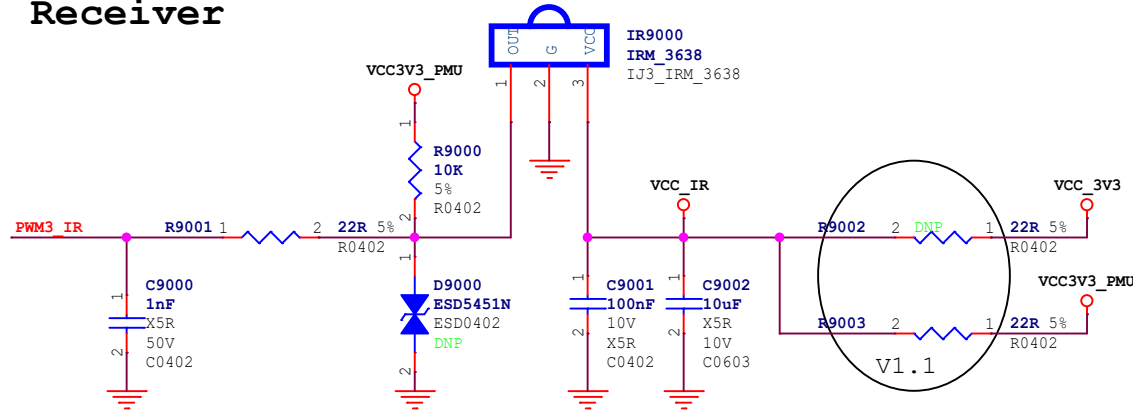 Receiver
OUT
G
VCC
1
2
3
IR9000
IRM_3638
IJ3_IRM_3638
VCC3V3_PMU
1
R9000
10K
5%
R0402
2
PWM3_IR
R9001 1 2 22R 5%
R0402
1
C9000
1nF
X5R
50V
C0402
2
1
D9000
ESD5451N
ESD0402
DNP
2
VCC_IR
1
C9001
100nF
10V
X5R
C0402
2
1
C9002
10uF
X5R
10V
C0603
2
VCC_3V3
R9002 2 DNP 1 22R 5%
R0402
VCC3V3_PMU
R9003 2 1 22R 5%
R0402
V1.1